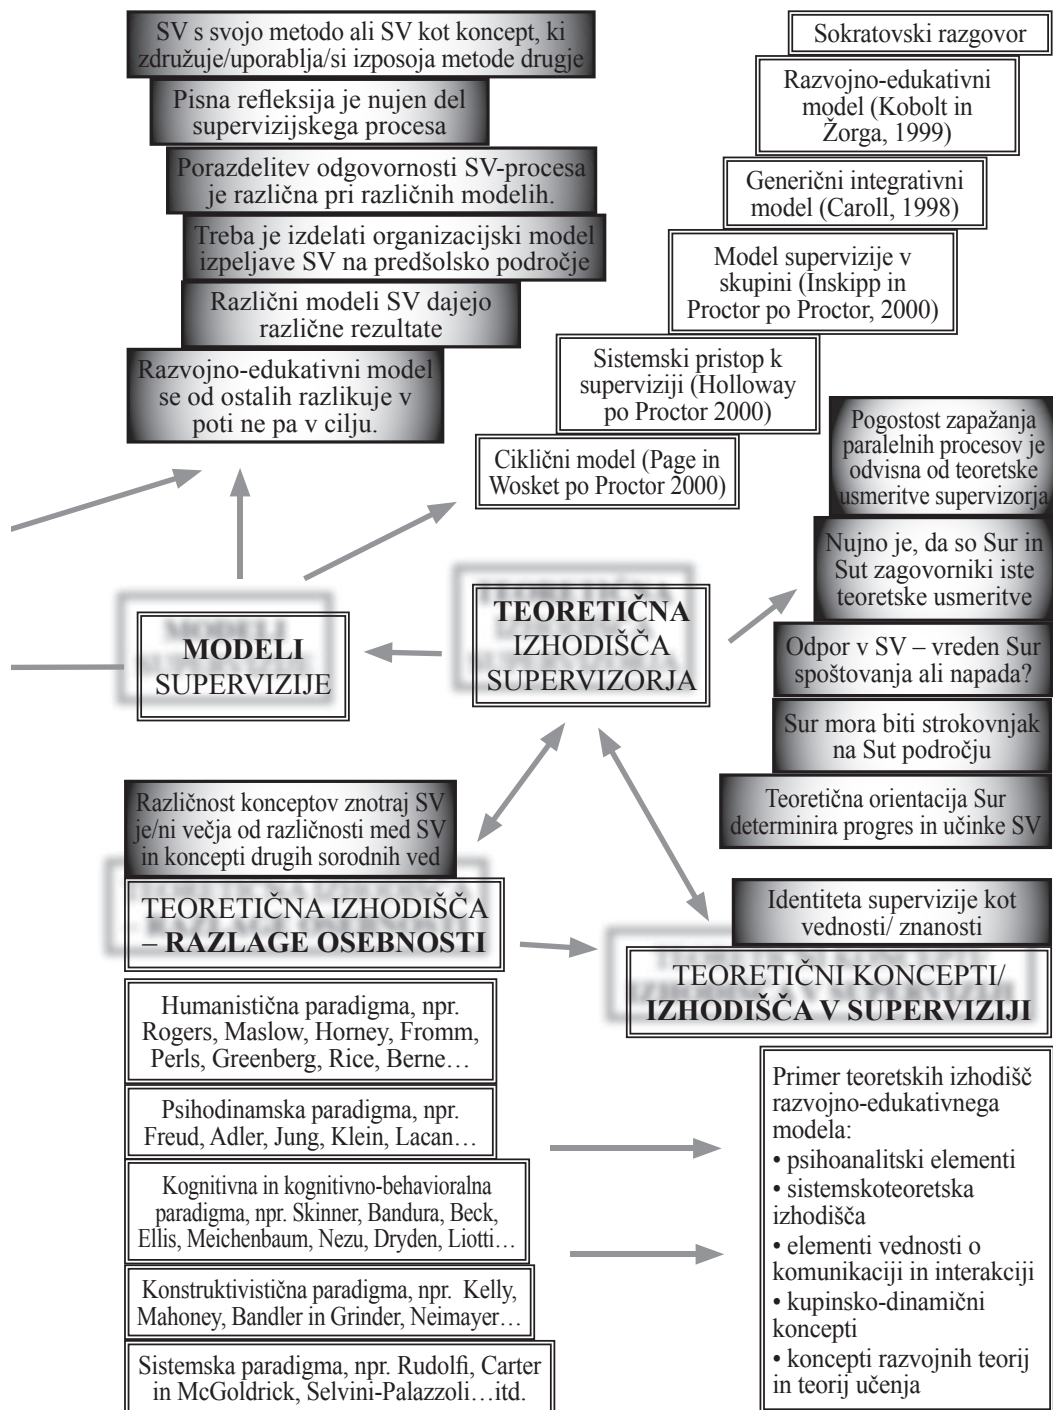 SV s svojo metodo ali SV kot koncept, ki
združuje/uporablja/si izposoja metode drugje
Pisna refleksija je nujen del
supervizijskega procesa
Porazdelitev odgovornosti SV-procesa
je različna pri različnih modelih.
Treba je izdelati organizacijski model
izpeljave SV na predšolsko področje
Različni modeli SV dajejo
različne rezultate
Razvojno-edukativni model
se od ostalih razlikuje v
poti ne pa v cilju.
Sokratovski razgovor
Razvojno-edukativni
model (Kobolt in
Žorga, 1999)
Generični integrativni
model (Caroll, 1998)
Model supervizije v
skupini (Inskipp in
Proctor po Proctor, 2000)
Sistemski pristop k
superviziji (Holloway
po Proctor 2000)
Ciklični model (Page in
Wosket po Proctor 2000)
Pogostost zapažanja
paralelnih procesov je
odvisna od teoretske
usmeritve supervizorja
Nujno je, da so Sur in
Sut zagovorniki iste
teoretske usmeritve
Odpor v SV – vreden Sur
spoštovanja ali napada?
Sur mora biti strokovnjak
na Sut področju
Teoretična orientacija Sur
determinira progres in učinke SV
MODELI
SUPERVIZIJE
TEORETIČNA
IZHODIŠČA
SUPERVIZORJA
Različnost konceptov znotraj SV
je/ni večja od različnosti med SV
in koncepti drugih sorodnih ved
TEORETIČNA IZHODIŠČA
– RAZLAGE OSEBNOSTI
Humanistična paradigma, npr.
Rogers, Maslow, Horney, Fromm,
Perls, Greenberg, Rice, Berne…
Psihodinamska paradigma, npr.
Freud, Adler, Jung, Klein, Lacan…
Kognitivna in kognitivno-behavioralna
paradigma, npr. Skinner, Bandura, Beck,
Ellis, Meichenbaum, Nezu, Dryden, Liotti…
Konstruktivistična paradigma, npr. Kelly,
Mahoney, Bandler in Grinder, Neimayer…
Sistemska paradigma, npr. Rudolfi, Carter
in McGoldrick, Selvini-Palazzoli…itd.
Identiteta supervizije kot
vednosti/ znanosti
TEORETIČNI KONCEPTI/
IZHODIŠČA V SUPERVIZIJI
Primer teoretskih izhodišč
razvojno-edukativnega
modela:
• psihoanalitski elementi
• sistemskoteoretska
izhodišča
• elementi vednosti o
komunikaciji in interakciji
• kupinsko-dinamični
koncepti
• koncepti razvojnih teorij
in teorij učenja